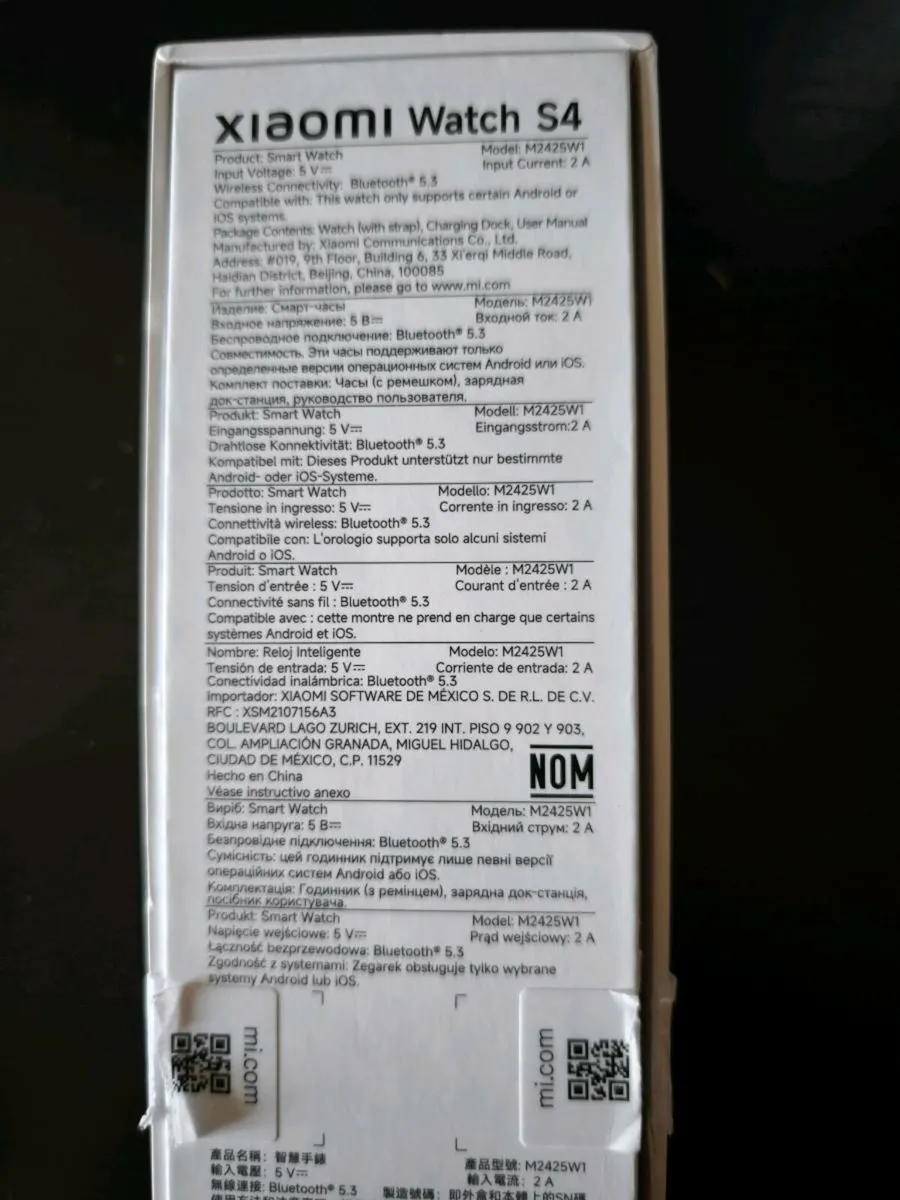 xiaomi Watch S4
Product: Smart Watch Model: M2425W1
Input Voltage: 5 V⎓ Input Current: 2 A
Wireless Connectivity: Bluetooth® 5.3
Compatible with: This watch only supports certain Android or
iOS systems.
Package Contents: Watch (with strap), Charging Dock, User Manual
Manufactured by: Xiaomi Communications Co., Ltd.
Address: #019, 9th Floor, Building 6, 33 Xi'erqi Middle Road,
Haidian District, Beijing, China, 100085
For further information, please go to www.mi.com
Изделие: Смарт-часы Модель: M2425W1
Входное напряжение: 5 В⎓ Входной ток: 2 А
Беспроводное подключение: Bluetooth® 5.3
Совместимость. Эти часы поддерживают только
определенные версии операционных систем Android или iOS.
Комплект поставки: Часы (с ремешком), зарядная
док-станция, руководство пользователя.
Produkt: Smart Watch Modell: M2425W1
Eingangsspannung: 5 V⎓ Eingangsstrom:2 A
Drahtlose Konnektivität: Bluetooth® 5.3
Kompatibel mit: Dieses Produkt unterstützt nur bestimmte
Android- oder iOS-Systeme.
Prodotto: Smart Watch Modello: M2425W1
Tensione in ingresso: 5 V⎓ Corrente in ingresso: 2 A
Connettività wireless: Bluetooth® 5.3
Compatibile con: L'orologio supporta solo alcuni sistemi
Android o iOS.
Produit: Smart Watch Modèle : M2425W1
Tension d'entrée : 5 V⎓ Courant d'entrée : 2 A
Connectivité sans fil : Bluetooth® 5.3
Compatible avec : cette montre ne prend en charge que certains
systèmes Android et iOS.
Nombre: Reloj Inteligente Modelo: M2425W1
Tensión de entrada: 5 V⎓ Corriente de entrada: 2 A
Conectividad inalámbrica: Bluetooth® 5.3
Importador: XIAOMI SOFTWARE DE MÉXICO S. DE R.L. DE C.V.
RFC : XSM2107156A3
BOULEVARD LAGO ZURICH, EXT. 219 INT. PISO 9 902 Y 903,
COL. AMPLIACIÓN GRANADA, MIGUEL HIDALGO,
CIUDAD DE MÉXICO, C.P. 11529
Hecho en China
Véase instructivo anexo
NOM
Виріб: Smart Watch Модель: M2425W1
Вхідна напруга: 5 В⎓ Вхідний струм: 2 А
Безпровідне підключення: Bluetooth® 5.3
Сумісність: цей годинник підтримує лише певні версії
операційних систем Android або iOS.
Комплектація: Годинник (з ремінцем), зарядна док-станція,
посібник користувача.
Produkt: Smart Watch Model: M2425W1
Napięcie wejściowe: 5 V⎓ Prąd wejściowy: 2 A
Łączność bezprzewodowa: Bluetooth® 5.3
Zgodność z systemami: Zegarek obsługuje tylko wybrane
systemy Android lub iOS.
mi.com
mi.com
產品名稱: 智慧手錶 產品型號: M2425W1
輸入電壓: 5 V⎓ 輸入電流: 2 A
無線連接: Bluetooth® 5.3 製造號碼: 即外盒和本體上的SN碼